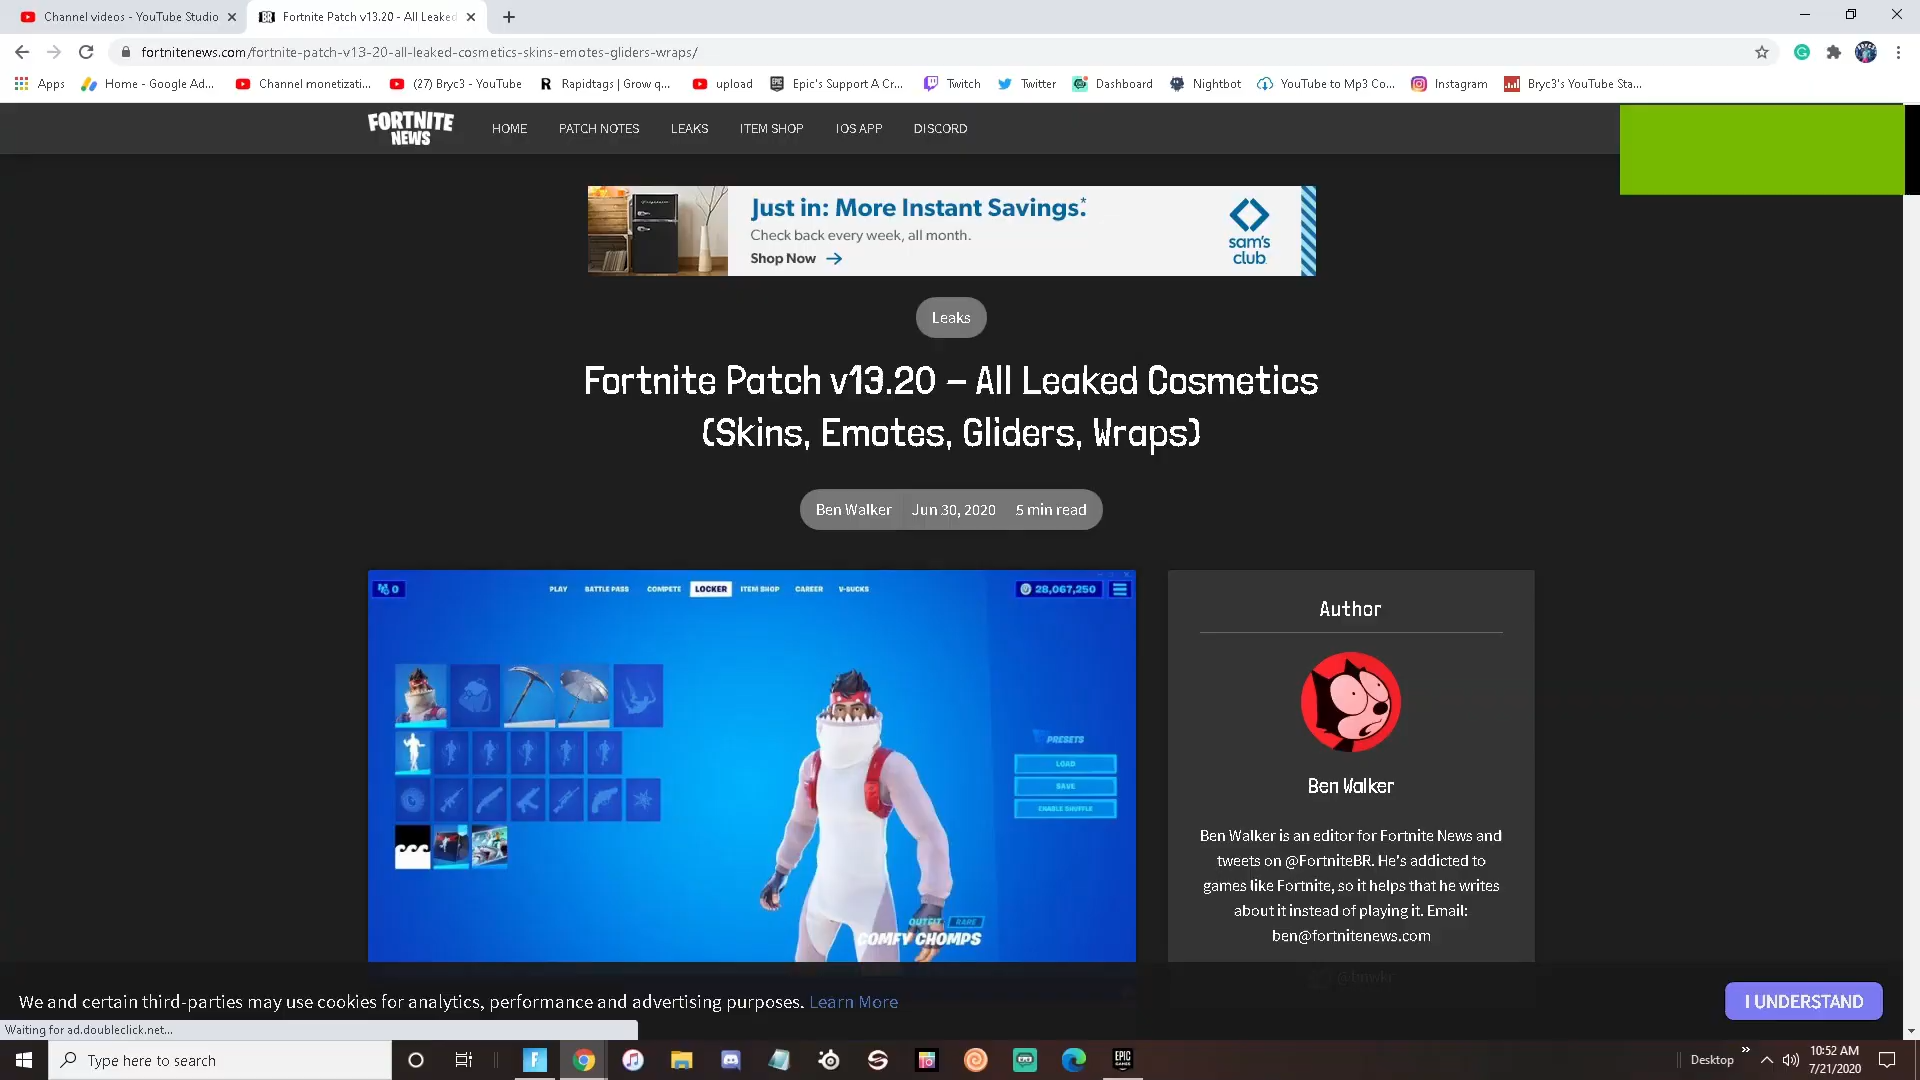 Channel videos - YouTube Studio
Fortnite Patch v13.20 - All Leaked
fortnitenews.com/fortnite-patch-v13-20-all-leaked-cosmetics-skins-emotes-gliders-wraps/
Apps
Home - Google Ad...
Channel monetizati...
(27) Bryc3 - YouTube
Rapidtags | Grow q...
upload
Epic's Support A Cr...
Twitch
Twitter
Dashboard
Nightbot
YouTube to Mp3 Co...
Instagram
Bryc3's YouTube Sta...
FORTNITE
NEWS
HOME
PATCH NOTES
LEAKS
ITEM SHOP
IOS APP
DISCORD
Just in: More Instant Savings.*
Check back every week, all month.
Shop Now
sam's
club
Leaks
Fortnite Patch v13.20 – All Leaked Cosmetics
(Skins, Emotes, Gliders, Wraps)
Ben Walker Jun 30, 2020 5 min read
0
PLAY
BATTLE PASS
COMPETE
LOCKER
ITEM SHOP
CAREER
V-BUCKS
28,067,250
PRESETS
LOAD
SAVE
ENABLE SHUFFLE
OUTFIT RARE
COMFY CHOMPS
Author
Ben Walker
Ben Walker is an editor for Fortnite News and
tweets on @FortniteBR. He's addicted to
games like Fortnite, so it helps that he writes
about it instead of playing it. Email:
ben@fortnitenews.com
We and certain third-parties may use cookies for analytics, performance and advertising purposes. Learn More
I UNDERSTAND
Waiting for ad.doubleclick.net...
Type here to search
EPIC
GAMES
Desktop
10:52 AM
7/21/2020